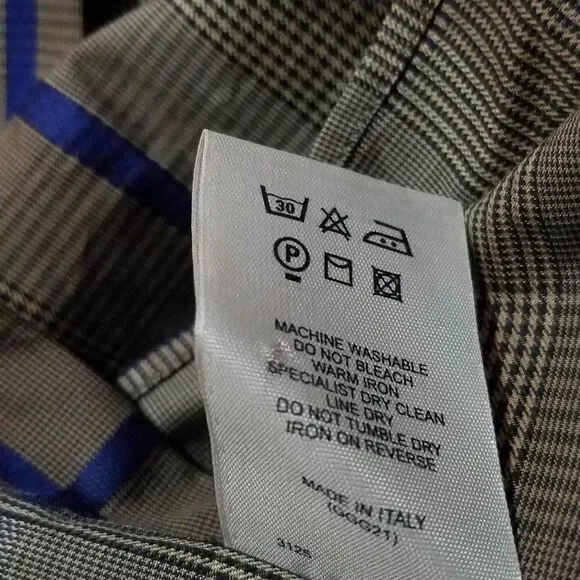 30
P
MACHINE WASHABLE
DO NOT BLEACH
WARM IRON
SPECIALIST DRY CLEAN
LINE DRY
DO NOT TUMBLE DRY
IRON ON REVERSE
MADE IN ITALY
(GGG21)
3125